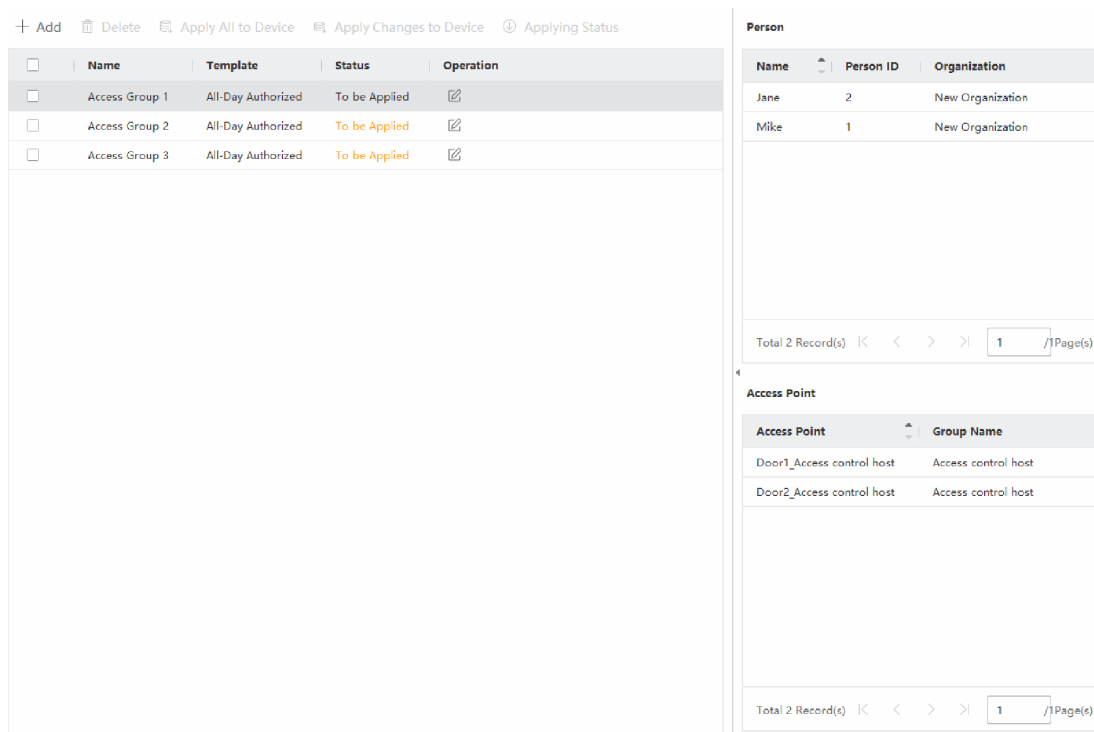 Add Delete Apply All to Device Apply Changes to Device Applying Status
Name Template Status Operation
Access Group 1 All-Day Authorized To be Applied
Access Group 2 All-Day Authorized To be Applied
Access Group 3 All-Day Authorized To be Applied
Person
Name Person ID Organization
Jane 2 New Organization
Mike 1 New Organization
Total 2 Record(s) 1 /1Page(s)
Access Point
Access Point Group Name
Door1_Access control host Access control host
Door2_Access control host Access control host
Total 2 Record(s) 1 /1Page(s)